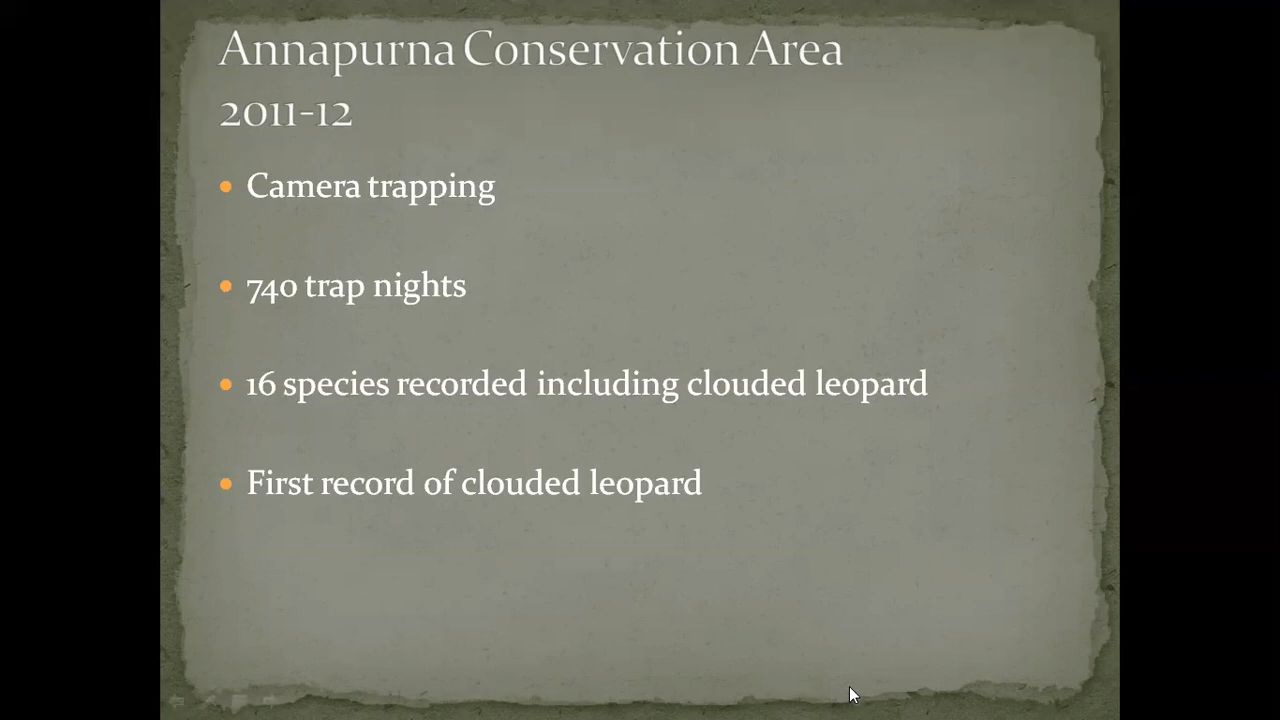 Annapurna Conservation Area
2011-12
Camera trapping
740 trap nights
16 species recorded including clouded leopard
First record of clouded leopard